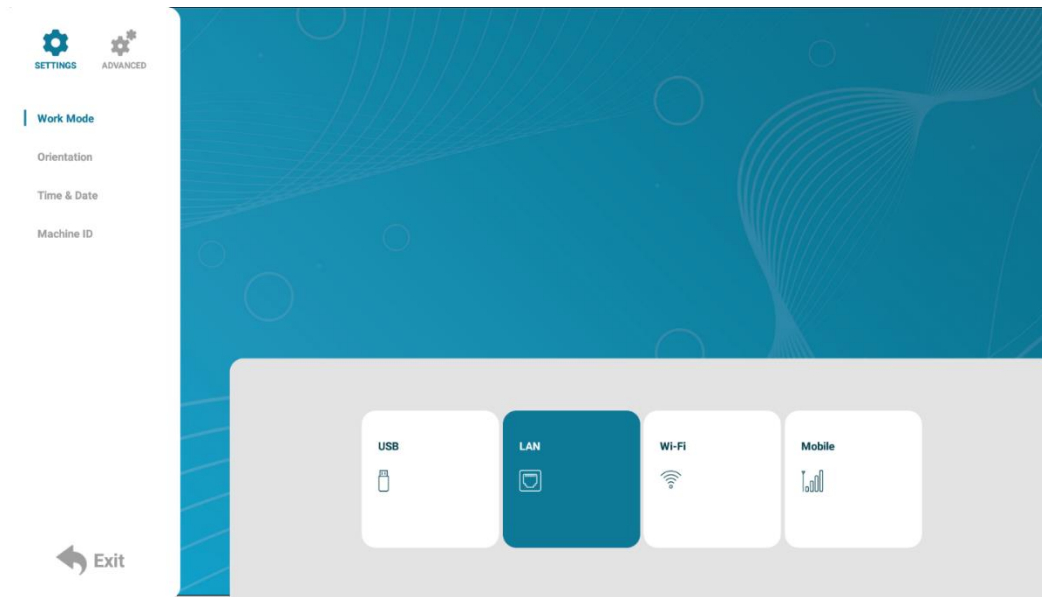 SETTINGS ADVANCED
Work Mode
Orientation
Time & Date
Machine ID
USB LAN Wi-Fi Mobile
Exit